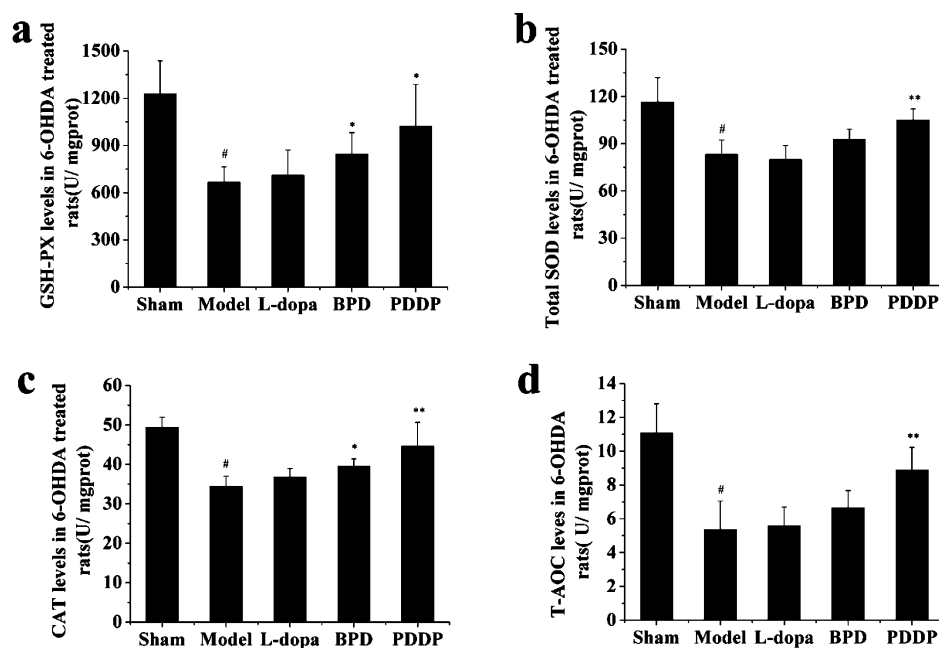 a
GSH-PX levels in 6-OHDA treated
rats(U/ mgprot)
1500
1200
900
600
300
0
#
*
*
Sham Model L-dopa BPD PDDP
b
Total SOD levels in 6-OHDA treated
rats(U/ mgprot)
150
120
90
60
30
0
#
**
Sham Model L-dopa BPD PDDP
c
CAT levels in 6-OHDA treated
rats(U/ mgprot)
60
50
40
30
20
10
0
#
*
**
Sham Model L-dopa BPD PDDP
d
T-AOC leves in 6-OHDA
rats( U/ mgprot)
14
12
10
8
6
4
2
0
#
**
Sham Model L-dopa BPD PDDP